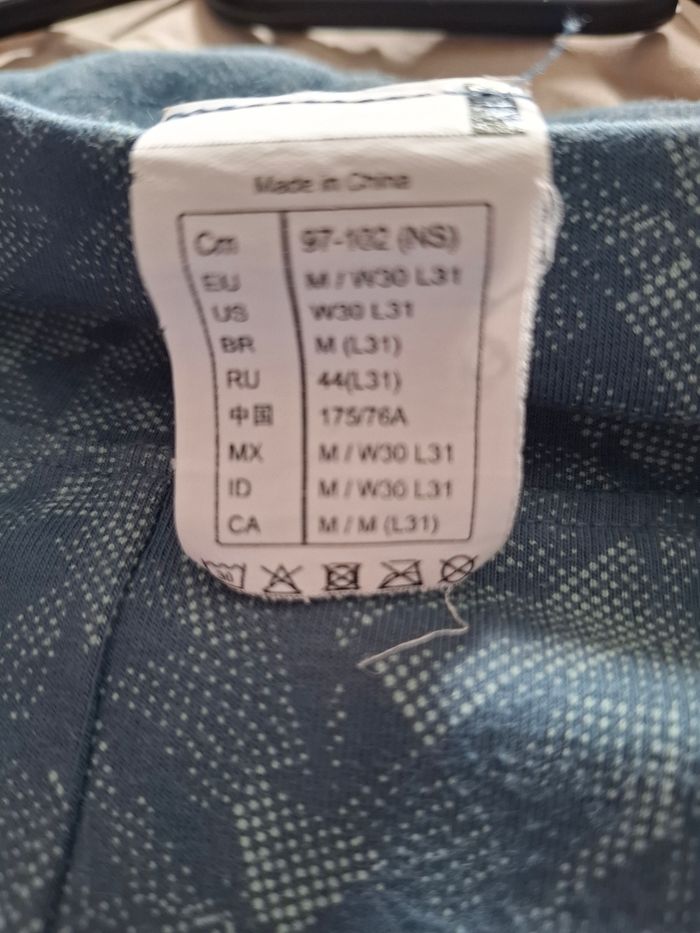 Made in China
Cm 97-102 (NS)
EU M / W30 L31
US W30 L31
BR M (L31)
RU 44(L31)
中国 175/76A
MX M / W30 L31
ID M / W30 L31
CA M / M (L31)